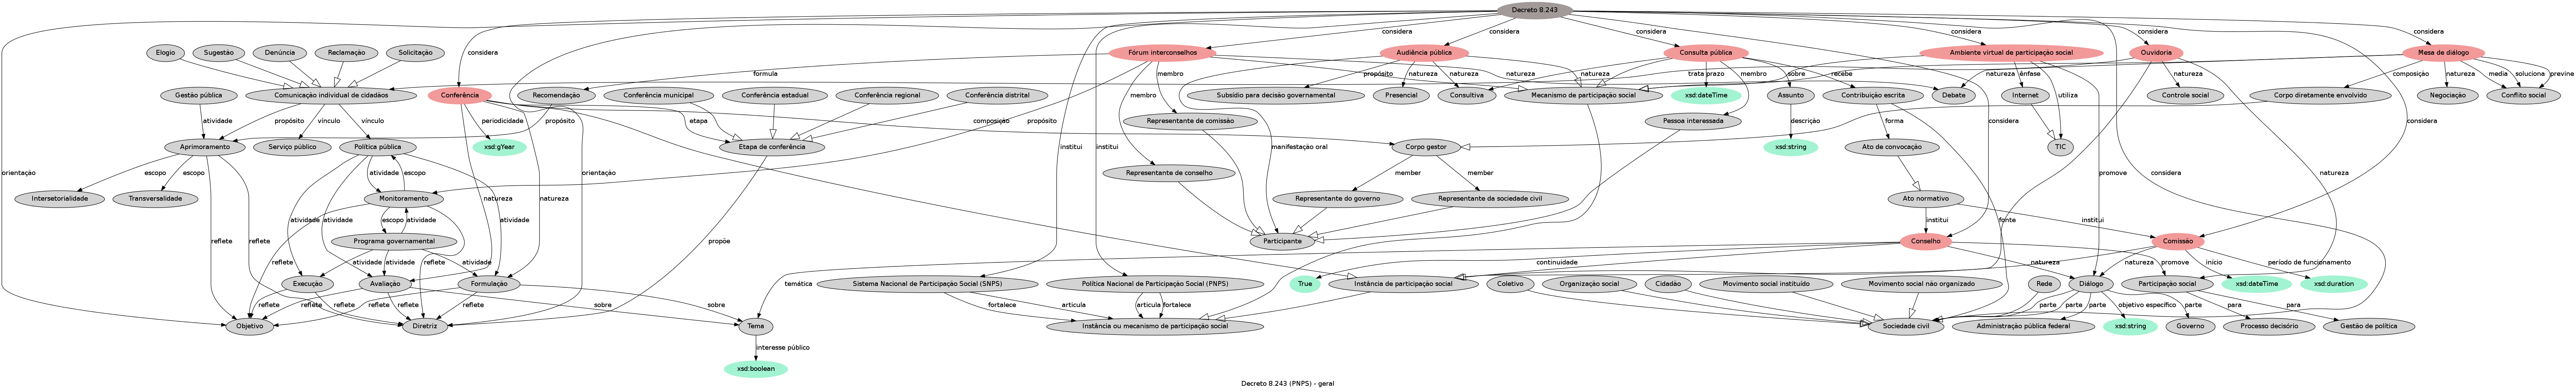 Decreto 8.243
considera
considera
considera
considera
considera
considera
considera
Elogio
Sugestão
Denúncia
Reclamação
Solicitação
Fórum interconselhos
Audiência pública
Consulta pública
Ambiente virtual de participação social
Ouvidoria
Mesa de diálogo
formula
membro
propósito
natureza
natureza
natureza
natureza
prazo
membro
sobre
trata
recebe
ênfase
natureza
natureza
composição
natureza
media
soluciona
previne
Gestão pública
Comunicação individual de cidadãos
Conferência
Recomendação
Conferência municipal
Conferência estadual
Conferência regional
Conferência distrital
Subsídio para decisão governamental
Presencial
Consultiva
Mecanismo de participação social
xsd:dateTime
Assunto
Contribuição escrita
Debate
Internet
utiliza
Controle social
Corpo diretamente envolvido
Negociação
Conflito social
atividade
propósito
vínculo
vínculo
periodicidade
propósito
etapa
composição
propósito
membro
Representante de comissão
Pessoa interessada
descrição
forma
considera
considera
orientação
Aprimoramento
Serviço público
Política pública
xsd:gYear
Etapa de conferência
institui
institui
manifestação oral
Corpo gestor
xsd:string
Ato de convocação
TIC
escopo
escopo
atividade
escopo
orientação
Representante de conselho
member
member
promove
considera
natureza
Intersetorialidade
Transversalidade
Monitoramento
natureza
natureza
Representante do governo
Representante da sociedade civil
Ato normativo
atividade
atividade
escopo
atividade
atividade
fonte
institui
institui
reflete
reflete
Programa governamental
propõe
Participante
Conselho
Comissão
reflete
atividade
atividade
atividade
reflete
continuidade
natureza
promove
início
período de funcionamento
Execução
Avaliação
Formulação
temática
Sistema Nacional de Participação Social (SNPS)
Política Nacional de Participação Social (PNPS)
True
Instância de participação social
Coletivo
Organização social
Cidadão
Movimento social instituído
Movimento social não organizado
Rede
Diálogo
Participação social
xsd:dateTime
xsd:duration
reflete
reflete
reflete
reflete
reflete
reflete
sobre
sobre
fortalece
articula
articula
fortalece
parte
parte
parte
objetivo específico
parte
para
para
Objetivo
Diretriz
Tema
Instância ou mecanismo de participação social
Sociedade civil
Administração pública federal
xsd:string
Governo
Processo decisório
Gestão de política
interesse público
xsd:boolean
Decreto 8.243 (PNPS) - geral